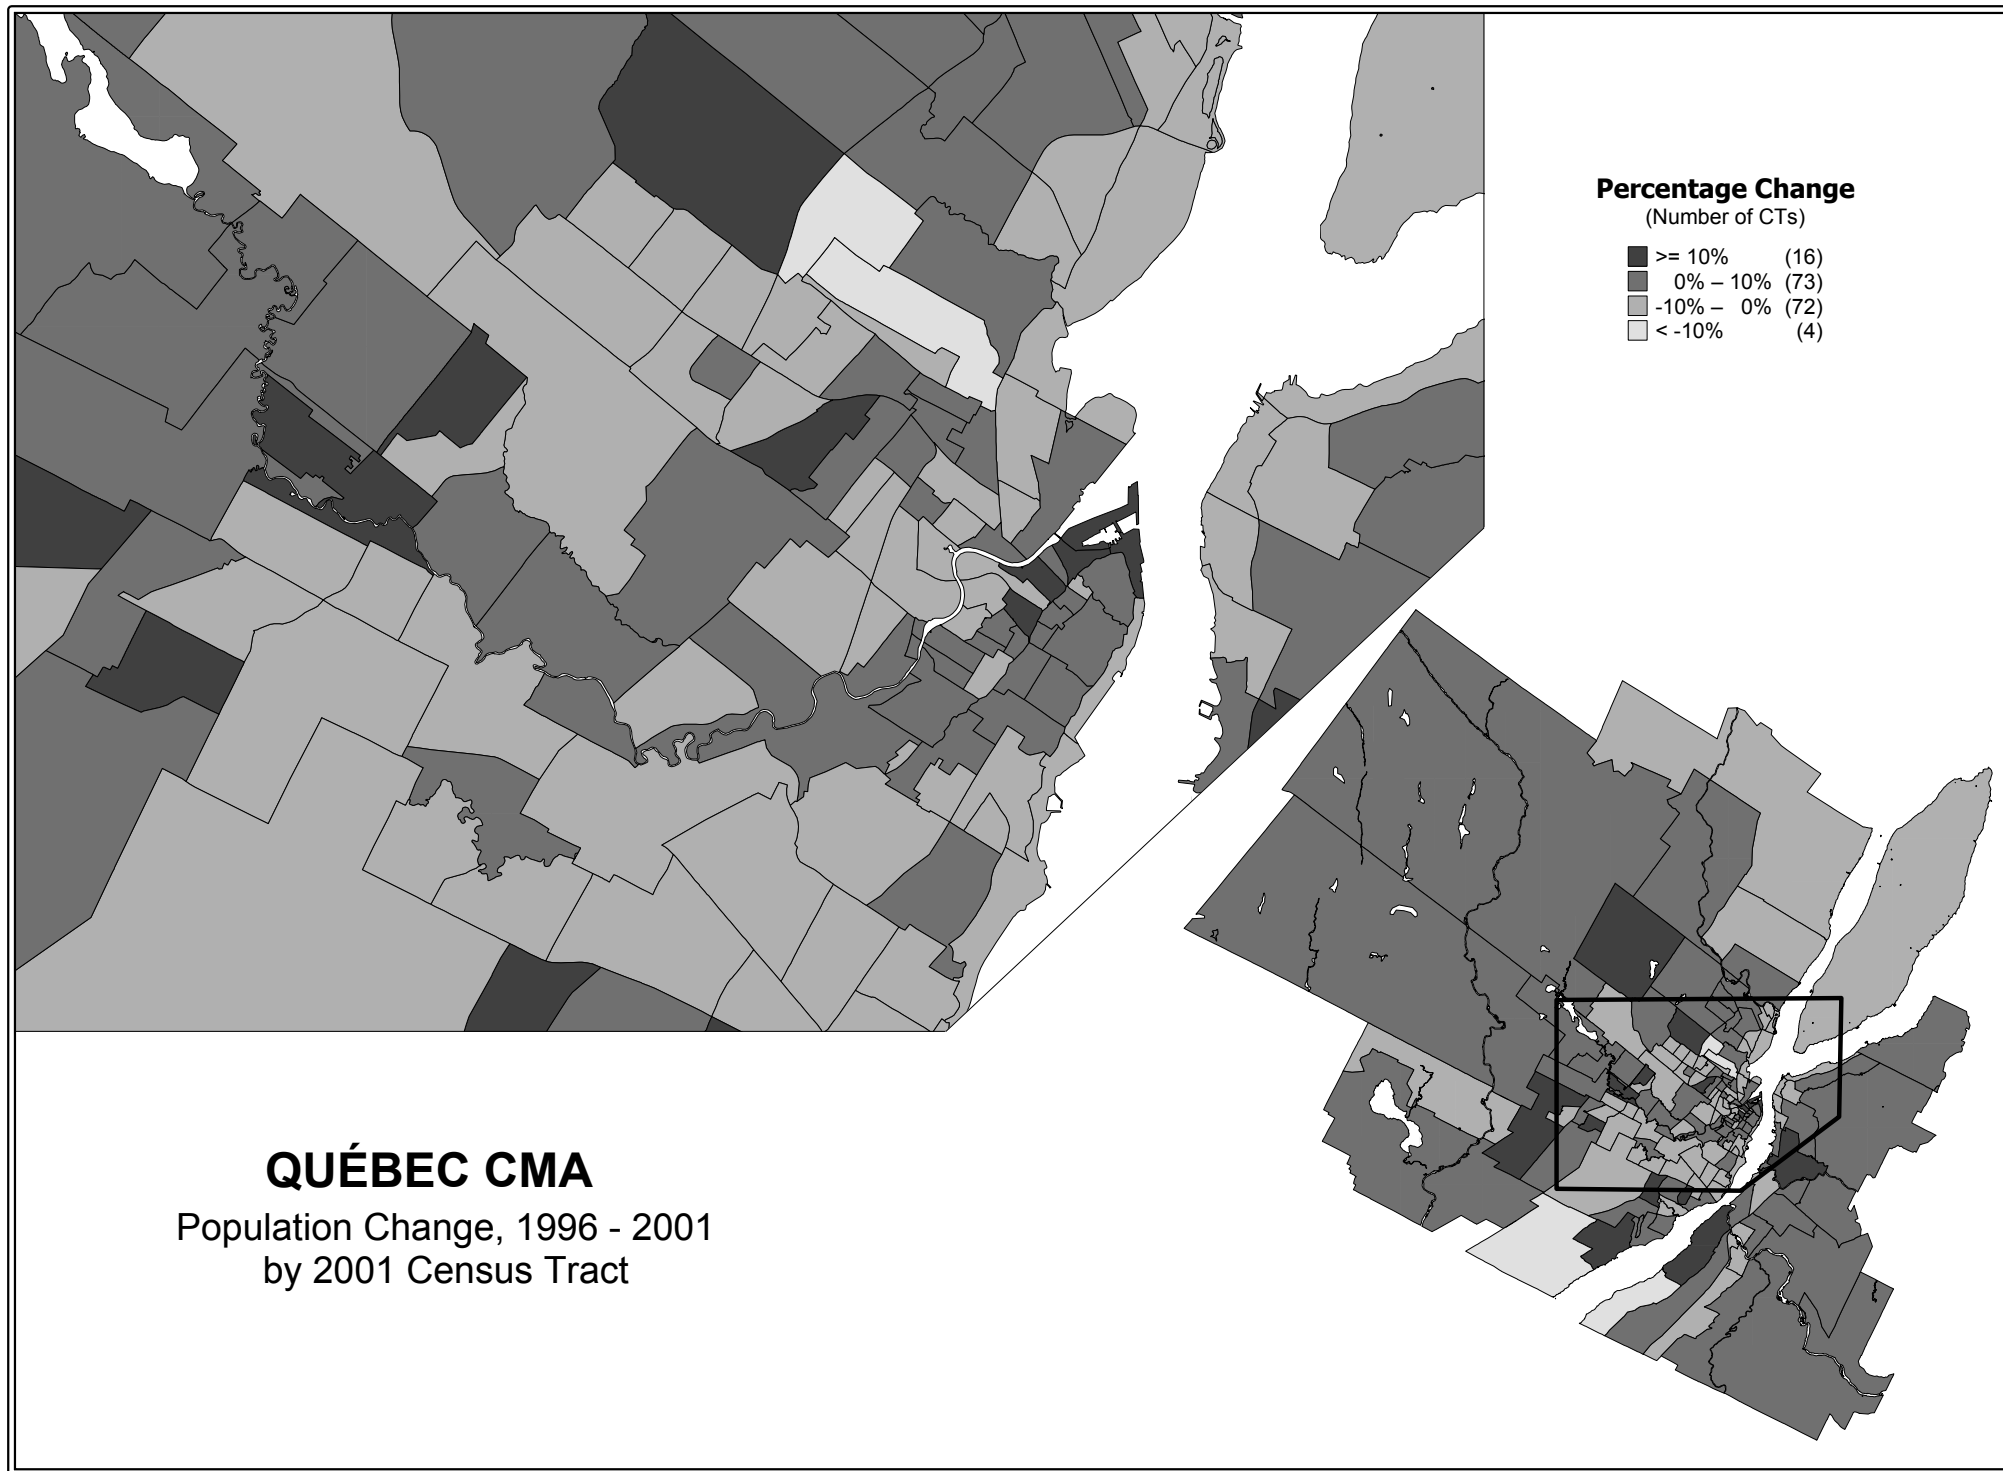 Percentage Change
(Number of CTs)
>= 10% (16)
0% – 10% (73)
-10% – 0% (72)
< -10% (4)
QUÉBEC CMA
Population Change, 1996 - 2001
by 2001 Census Tract